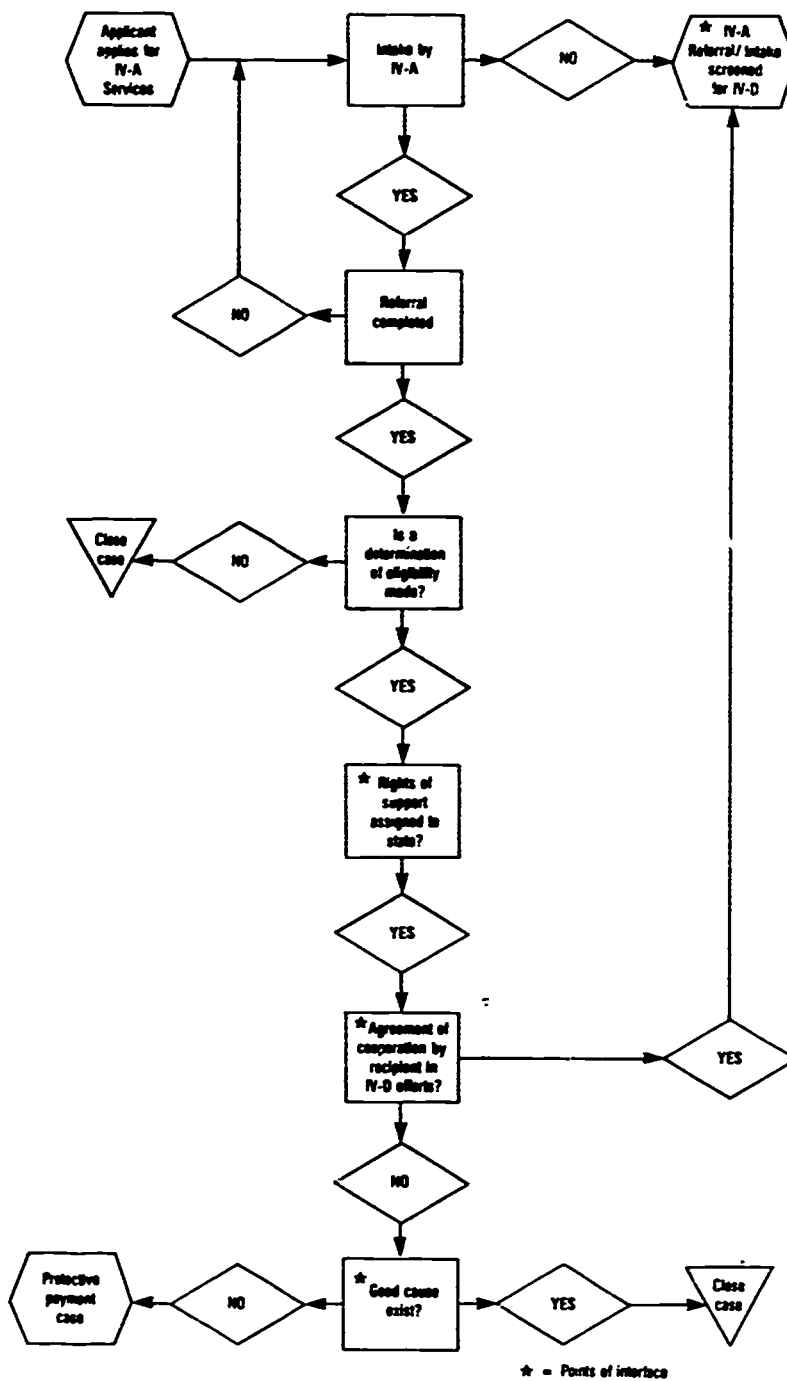 Applicant
applies for
IV-A
Services
Intake by
IV-A
NO
* IV-A
Referral/Intake
screened
for IV-D
YES
NO
Referral
completed
YES
Close
case
NO
Is a
determination
of eligibility
made?
YES
* Rights of
support
assigned to
state?
YES
* Agreement of
cooperation by
recipient in
IV-D efforts?
YES
NO
Protective
payment
case
NO
* Good cause
exist?
YES
Close
case
* = Points of interface